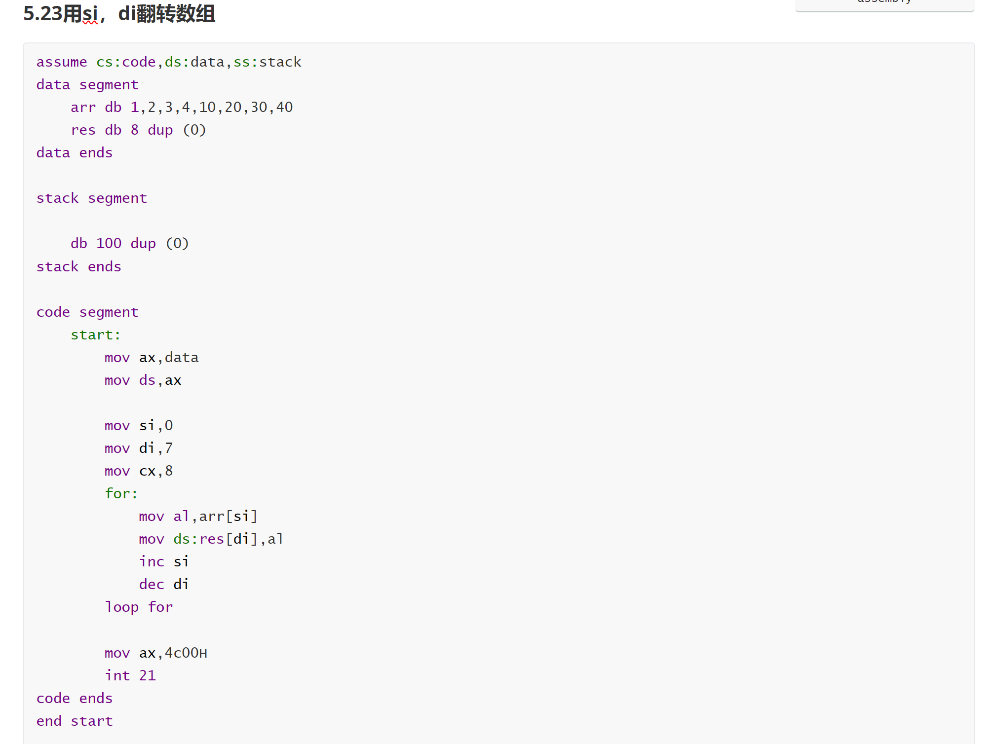 assembly
5.23用si，di翻转数组
assume cs:code,ds:data,ss:stack
data segment
    arr db 1,2,3,4,10,20,30,40
    res db 8 dup (0)
data ends
stack segment
    db 100 dup (0)
stack ends
code segment
    start:
        mov ax,data
        mov ds,ax
        mov si,0
        mov di,7
        mov cx,8
        for:
            mov al,arr[si]
            mov ds:res[di],al
            inc si
            dec di
        loop for
        mov ax,4c00H
        int 21
code ends
end start